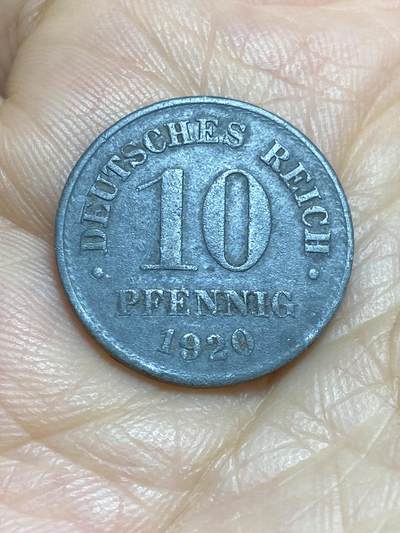 DEUTSCHES REICH
10
PFENNIG
1920